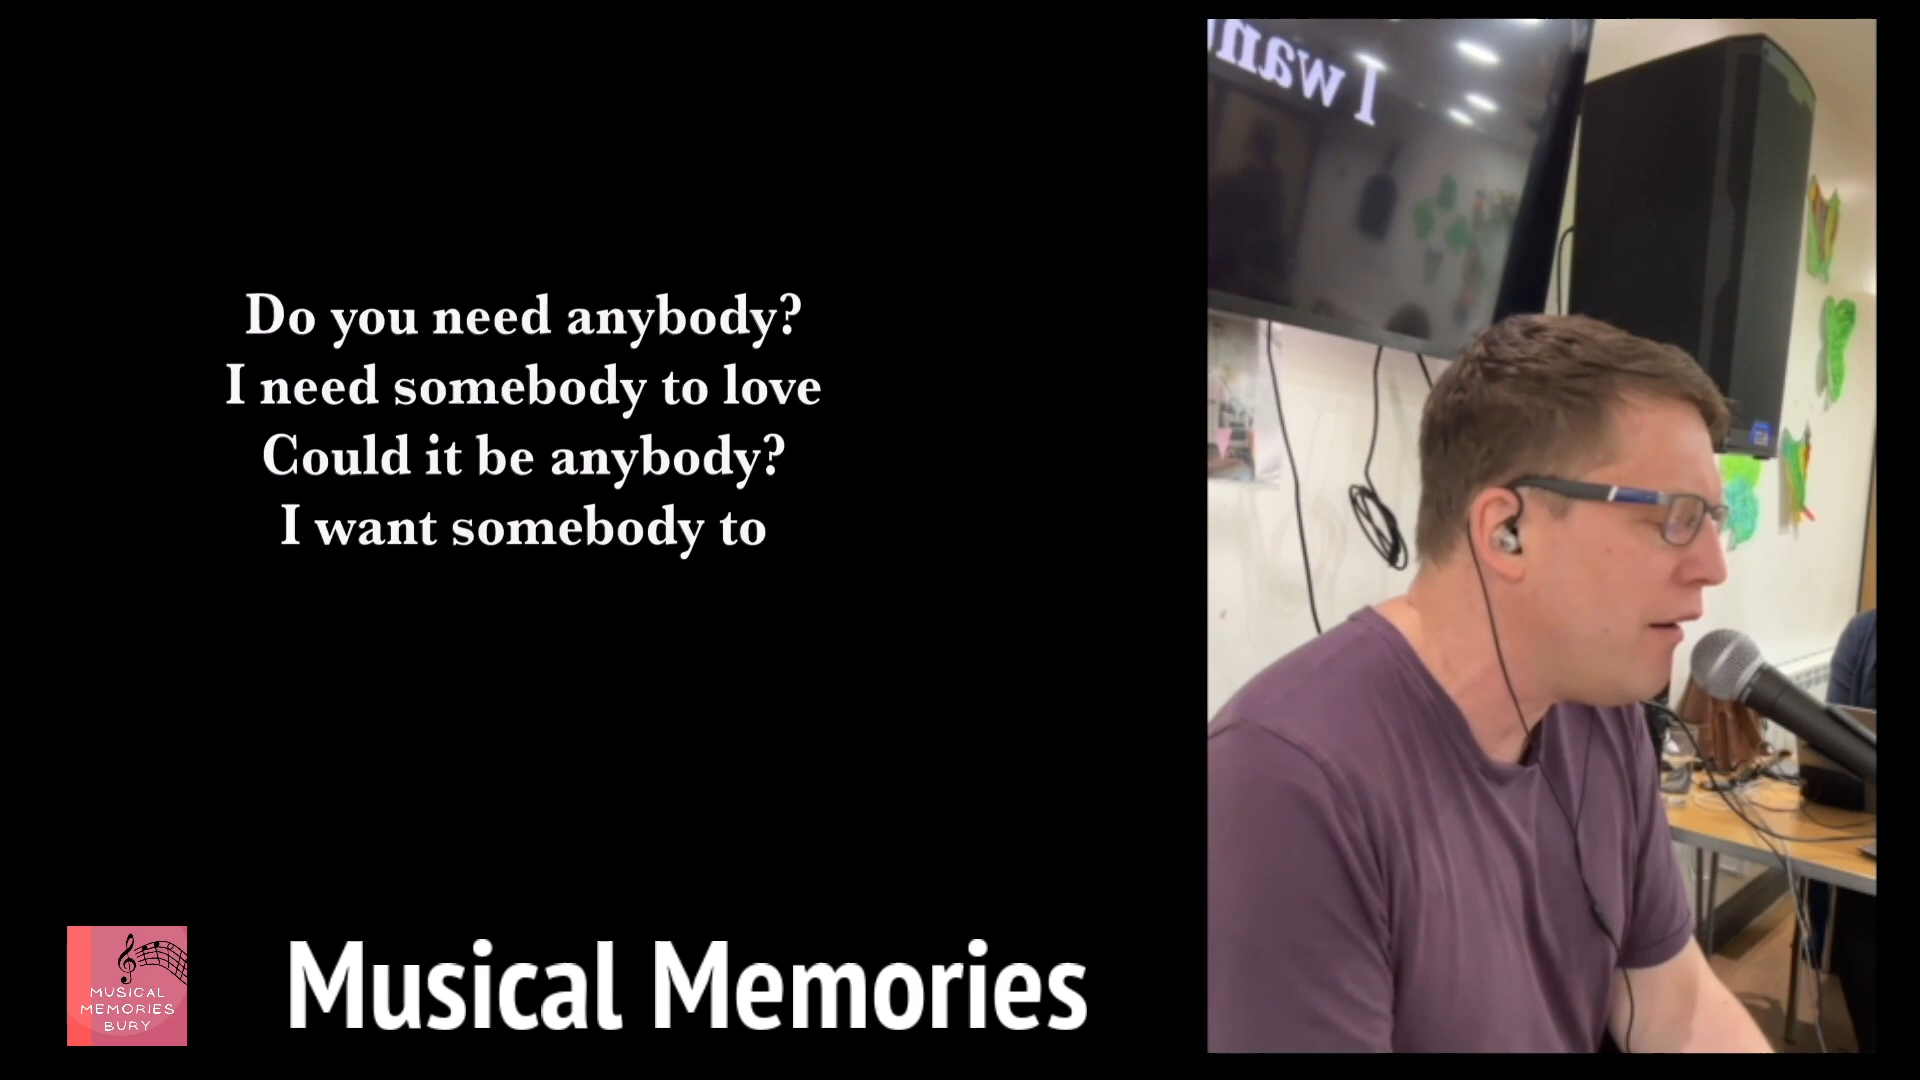 Do you need anybody?
I need somebody to love
Could it be anybody?
I want somebody to
I wan
MUSICAL
MEMORIES
BURY
Musical Memories